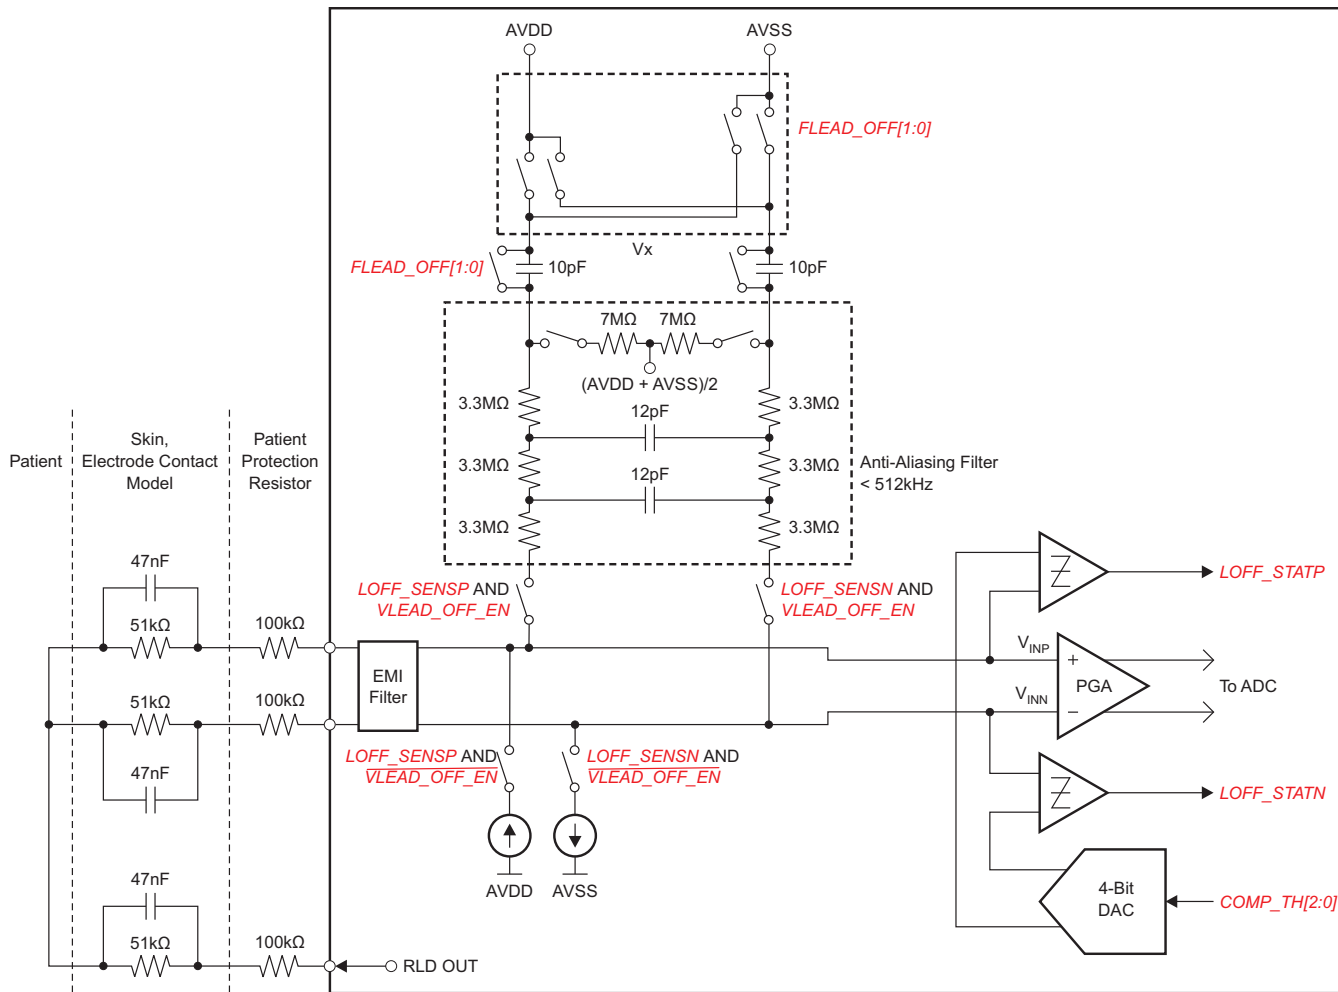 AVDD
AVSS
FLEAD_OFF[1:0]
Vx
FLEAD_OFF[1:0]
10pF
10pF
7MΩ
7MΩ
(AVDD + AVSS)/2
3.3MΩ
12pF
3.3MΩ
3.3MΩ
12pF
3.3MΩ
Anti-Aliasing Filter
< 512kHz
3.3MΩ
3.3MΩ
Patient
Skin,
Electrode Contact
Model
Patient
Protection
Resistor
LOFF_SENSP AND
VLEAD_OFF_EN
LOFF_SENSN AND
VLEAD_OFF_EN
47nF
51kΩ
100kΩ
EMI
Filter
51kΩ
100kΩ
47nF
LOFF_STATP
VINP
PGA
To ADC
VINN
LOFF_SENSP AND
VLEAD_OFF_EN
LOFF_SENSN AND
VLEAD_OFF_EN
LOFF_STATN
AVDD
AVSS
4-Bit
DAC
COMP_TH[2:0]
47nF
51kΩ
100kΩ
RLD OUT
+
−